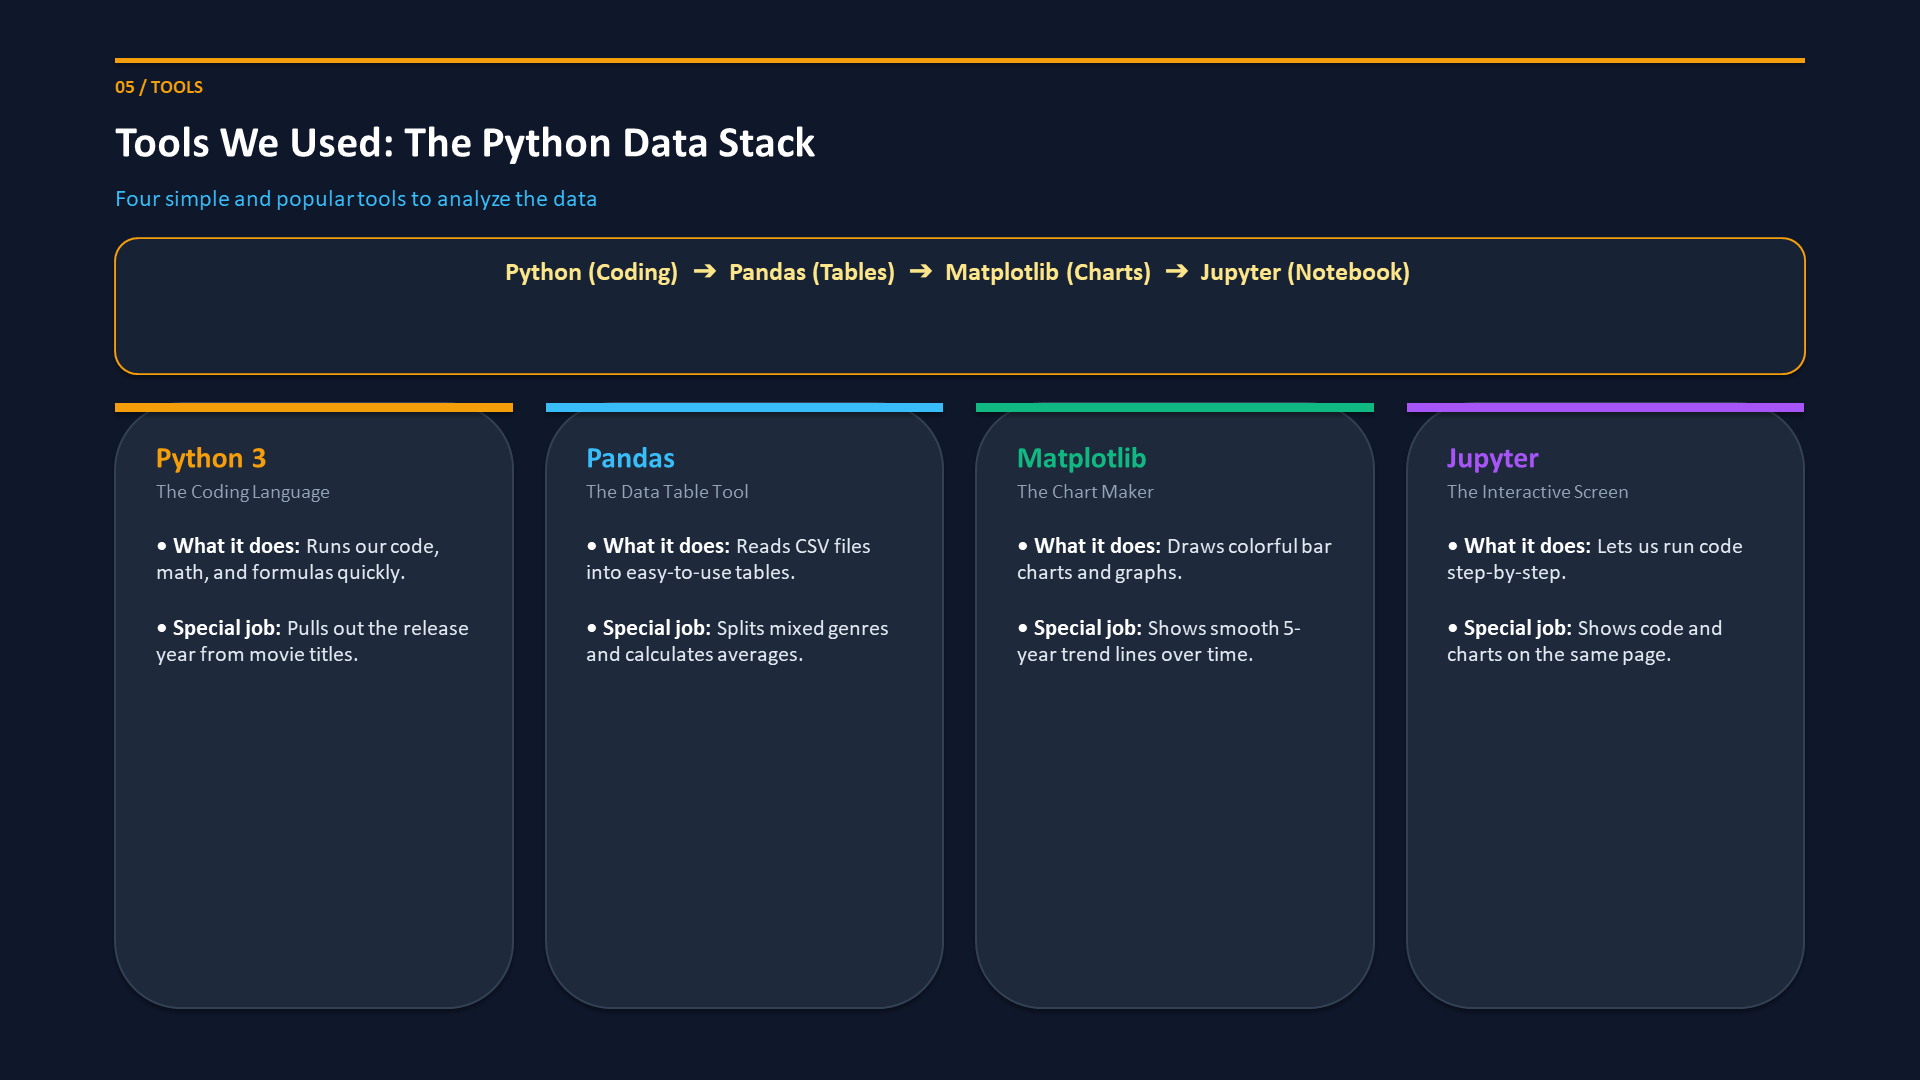 05 / TOOLS
Tools We Used: The Python Data Stack
Four simple and popular tools to analyze the data
Python (Coding) ➔ Pandas (Tables) ➔ Matplotlib (Charts) ➔ Jupyter (Notebook)
Python 3
The Coding Language
• What it does: Runs our code,
math, and formulas quickly.
• Special job: Pulls out the release
year from movie titles.
Pandas
The Data Table Tool
• What it does: Reads CSV files
into easy-to-use tables.
• Special job: Splits mixed genres
and calculates averages.
Matplotlib
The Chart Maker
• What it does: Draws colorful bar
charts and graphs.
• Special job: Shows smooth 5-
year trend lines over time.
Jupyter
The Interactive Screen
• What it does: Lets us run code
step-by-step.
• Special job: Shows code and
charts on the same page.